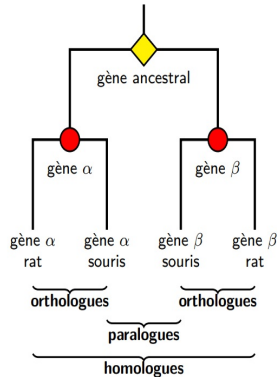 gène ancestral
gène α
gène β
gène α gène α gène β gène β
rat souris souris rat
orthologues orthologues
paralogues
homologues